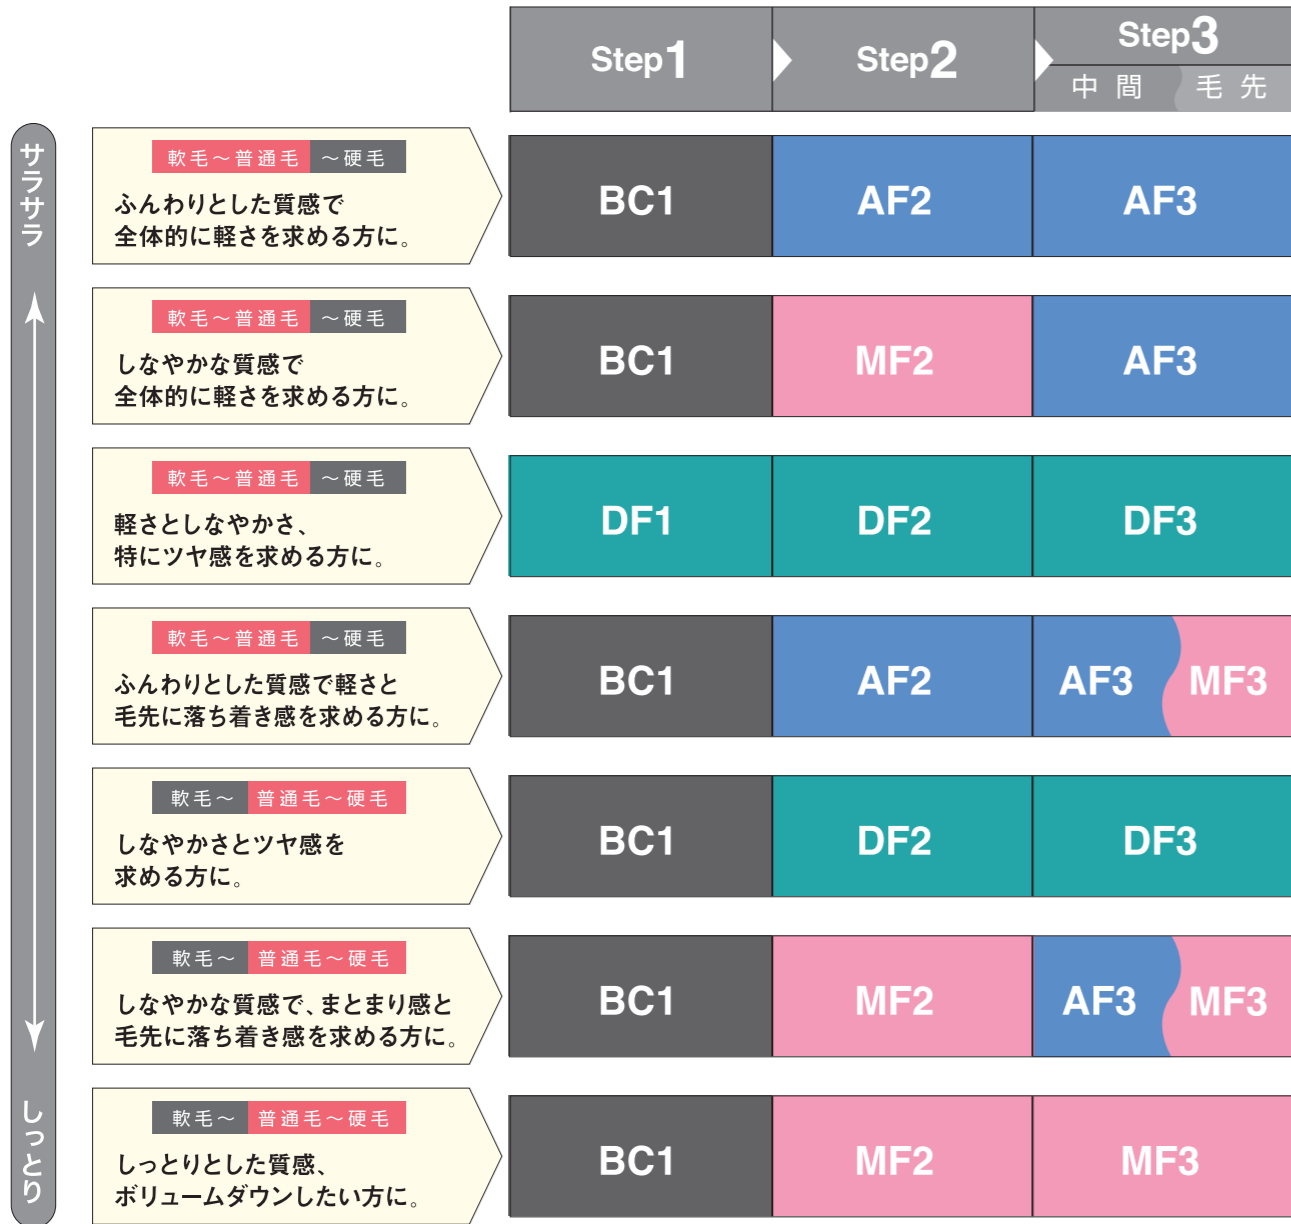 Step1
Step2
Step3
中間
毛先
サラサラ
軟毛～普通毛 ～硬毛
ふんわりとした質感で
全体的に軽さを求める方に。
BC1
AF2
AF3
軟毛～普通毛 ～硬毛
しなやかな質感で
全体的に軽さを求める方に。
BC1
MF2
AF3
軟毛～普通毛 ～硬毛
軽さとしなやかさ、
特にツヤ感を求める方に。
DF1
DF2
DF3
軟毛～普通毛 ～硬毛
ふんわりとした質感で軽さと
毛先に落ち着き感を求める方に。
BC1
AF2
AF3
MF3
軟毛～ 普通毛～硬毛
しなやかさとツヤ感を
求める方に。
BC1
DF2
DF3
軟毛～ 普通毛～硬毛
しなやかな質感で、まとまり感と
毛先に落ち着き感を求める方に。
BC1
MF2
AF3
MF3
しっとり
軟毛～ 普通毛～硬毛
しっとりとした質感、
ボリュームダウンしたい方に。
BC1
MF2
MF3